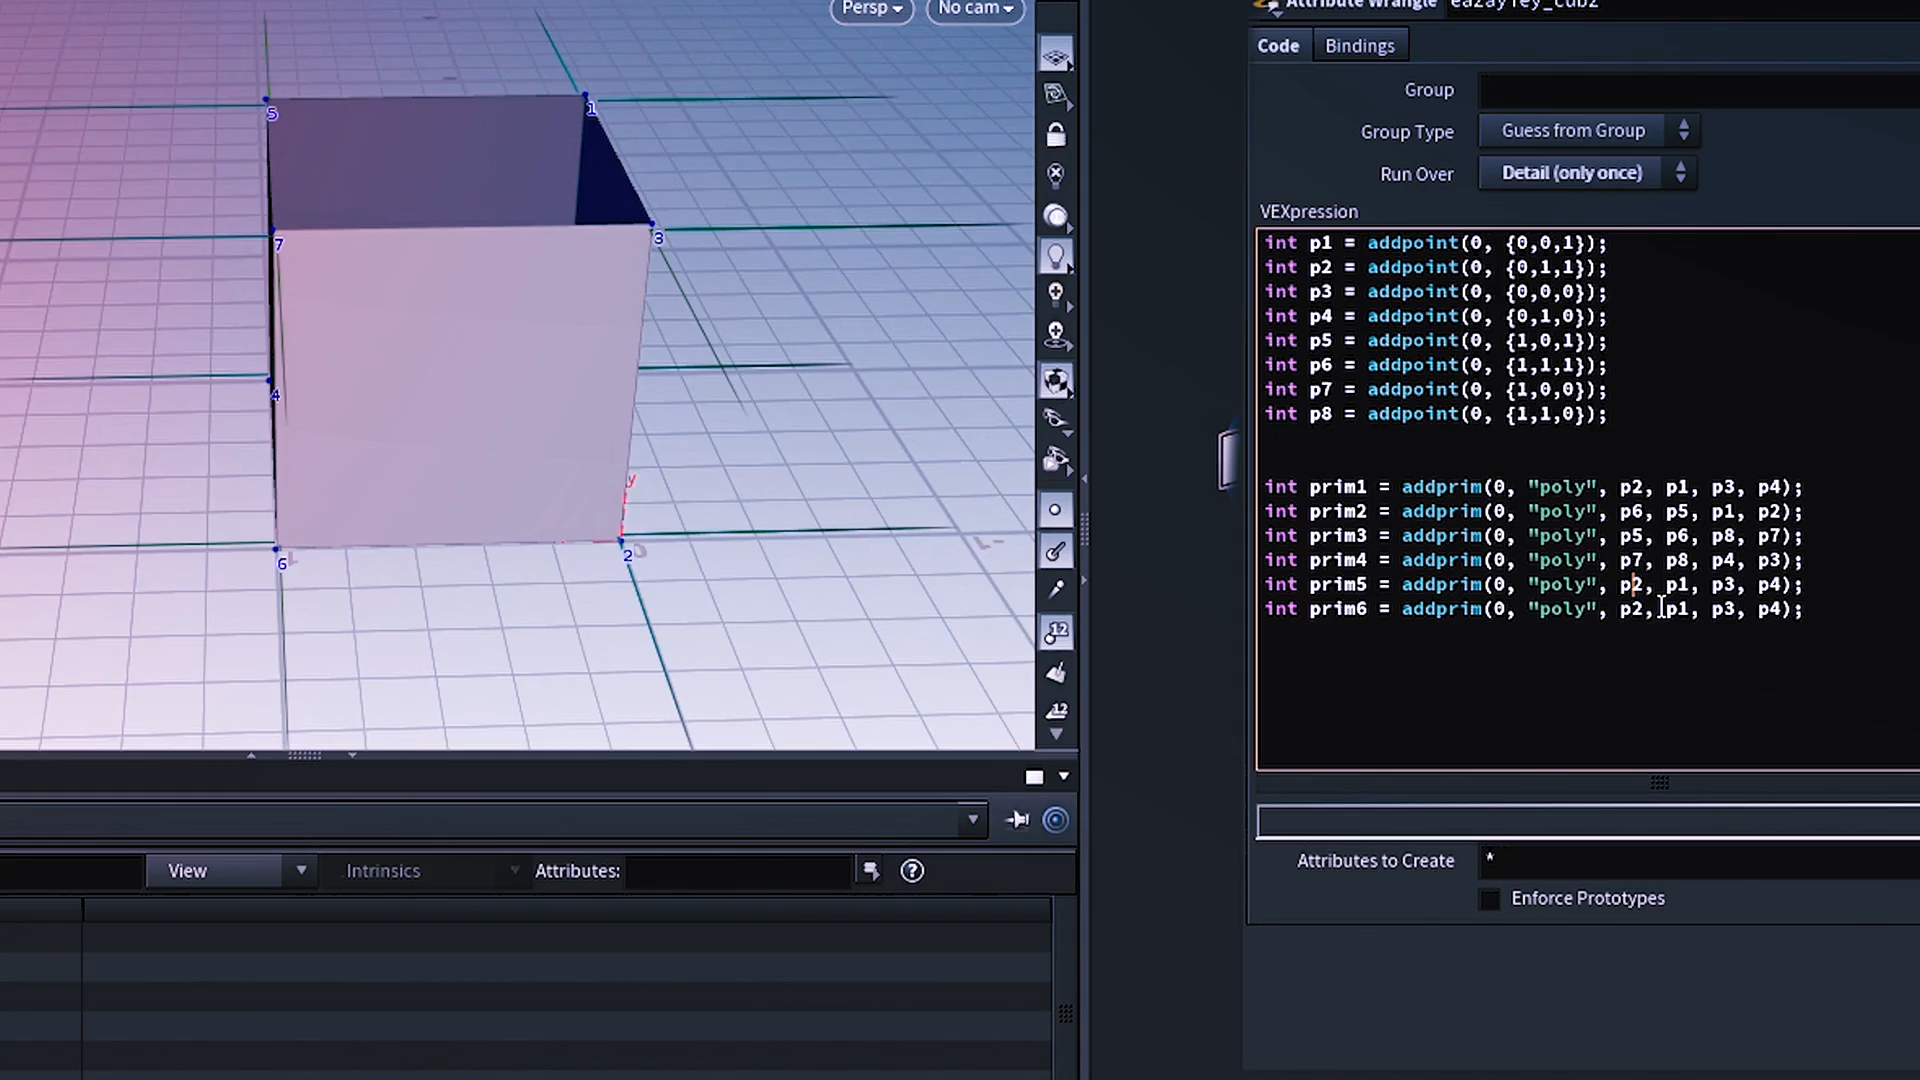 Persp
No cam
Attribute Wrangle eazayley_cub2
Code Bindings
Group
Group Type Guess from Group
Run Over Detail (only once)
VEXpression
int p1 = addpoint(0, {0,0,1});
int p2 = addpoint(0, {0,1,1});
int p3 = addpoint(0, {0,0,0});
int p4 = addpoint(0, {0,1,0});
int p5 = addpoint(0, {1,0,1});
int p6 = addpoint(0, {1,1,1});
int p7 = addpoint(0, {1,0,0});
int p8 = addpoint(0, {1,1,0});
int prim1 = addprim(0, "poly", p2, p1, p3, p4);
int prim2 = addprim(0, "poly", p6, p5, p1, p2);
int prim3 = addprim(0, "poly", p5, p6, p8, p7);
int prim4 = addprim(0, "poly", p7, p8, p4, p3);
int prim5 = addprim(0, "poly", p2, p1, p3, p4);
int prim6 = addprim(0, "poly", p2, p1, p3, p4);
Attributes to Create *
Enforce Prototypes
5
1
7
3
4
y
2
6
12
12
View Intrinsics Attributes: